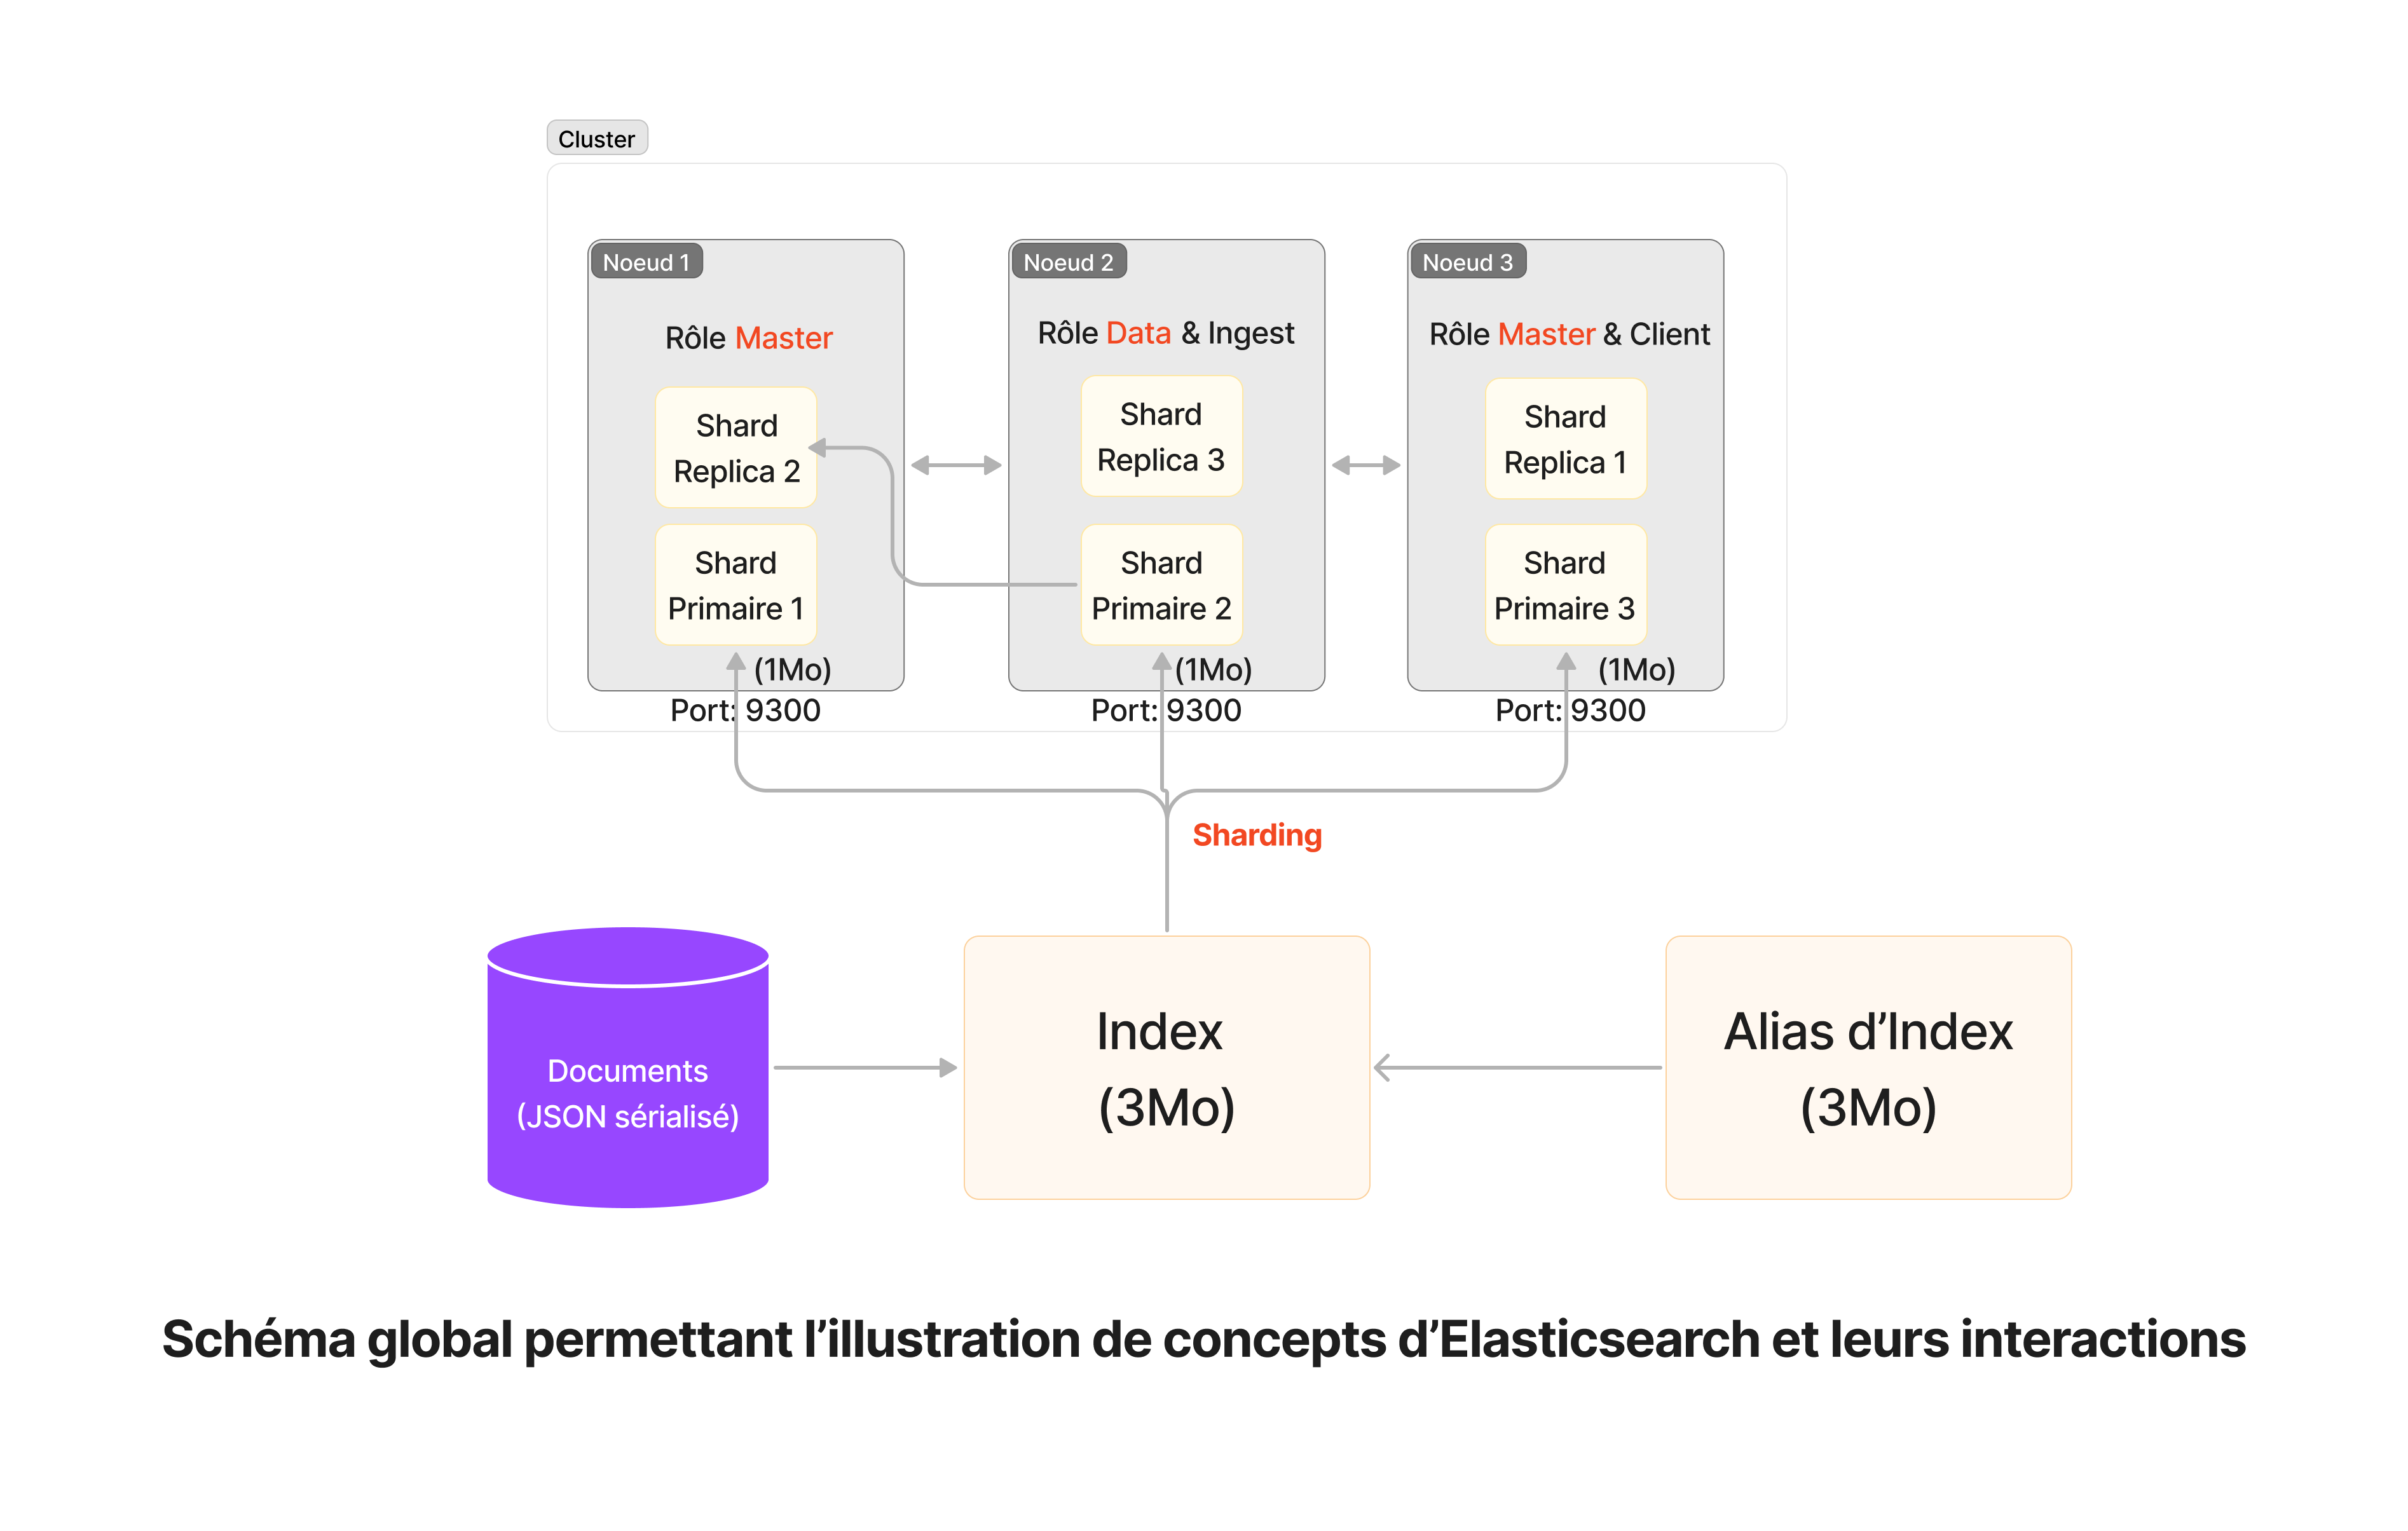 Cluster
Noeud 1
Rôle Master
Shard
Replica 2
Shard
Primaire 1
(1Mo)
Port: 9300
Noeud 2
Rôle Data & Ingest
Shard
Replica 3
Shard
Primaire 2
(1Mo)
Port: 9300
Noeud 3
Rôle Master & Client
Shard
Replica 1
Shard
Primaire 3
(1Mo)
Port: 9300
Sharding
Documents
(JSON sérialisé)
Index
(3Mo)
Alias d’Index
(3Mo)
Schéma global permettant l’illustration de concepts d’Elasticsearch et leurs interactions